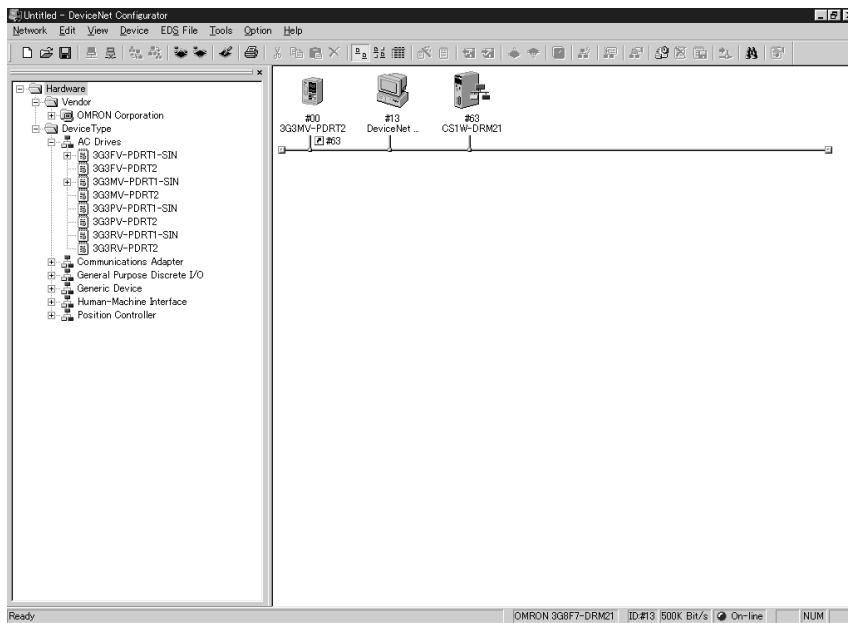 Untitled - DeviceNet Configurator
Network Edit View Device EDS File Tools Option Help
Hardware
Vendor
OMRON Corporation
DeviceType
AC Drives
3G3FV-PDRT1-SIN
3G3FV-PDRT2
3G3MV-PDRT1-SIN
3G3MV-PDRT2
3G3PV-PDRT1-SIN
3G3PV-PDRT2
3G3RV-PDRT1-SIN
3G3RV-PDRT2
Communications Adapter
General Purpose Discrete I/O
Generic Device
Human-Machine Interface
Position Controller
#00
3G3MV-PDRT2
#63
#13
DeviceNet ...
#63
CS1W-DRM21
Ready
OMRON 3G8F7-DRM21 ID:#13 500K Bit/s On-line NUM